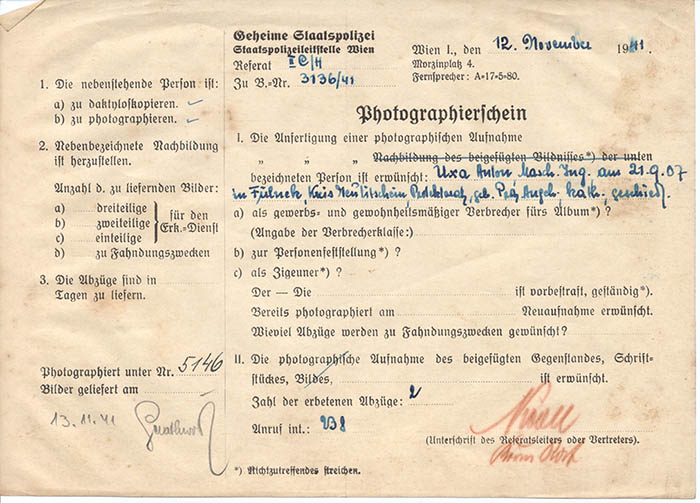 Geheime Staatspolizei
Staatspolizeileitstelle Wien
Referat II C/H
Zu B.=Nr. 3136/41
Wien I., den 12. November 1941.
Morzinplatz 4.
Fernsprecher: A=17=5=80.
1. Die nebenstehende Person ist:
a) zu daktyloskopieren. ✓
b) zu photographieren. ✓
2. Nebenbezeichnete Nachbildung
ist herzustellen.
Anzahl d. zu liefernden Bilder:
a) dreiteilige
b) zweiteilige
c) einteilige
für den
Erk.=Dienst
d) zu Fahndungszwecken
3. Die Abzüge sind in
Tagen zu liefern.
Photographiert unter Nr. 5146
Bilder geliefert am
13.11.41
Photographierschein
I. Die Anfertigung einer photographischen Aufnahme
„ „ „ Nachbildung des beigefügten Bildnisses*) der unten
bezeichneten Person ist erwünscht: Uxa Anton Masch. Ing. am 21.9.07
in Fulnek, Kreis Neutitschein geb., kath., gesch.
a) als gewerbs= und gewohnheitsmäßiger Verbrecher fürs Album*) ?
(Angabe der Verbrecherklasse:)
b) zur Personenfeststellung*) ?
c) als Zigeuner*) ?
Der — Die ist vorbestraft, geständig*).
Bereits photographiert am Neuaufnahme erwünscht.
Wieviel Abzüge werden zu Fahndungszwecken gewünscht?
II. Die photographische Aufnahme des beigefügten Gegenstandes, Schrift=
stückes, Bildes, ist erwünscht.
Zahl der erbetenen Abzüge: 2
Anruf int.: 238
(Unterschrift des Referatsleiters oder Vertreters).
*) Nichtzutreffendes streichen.